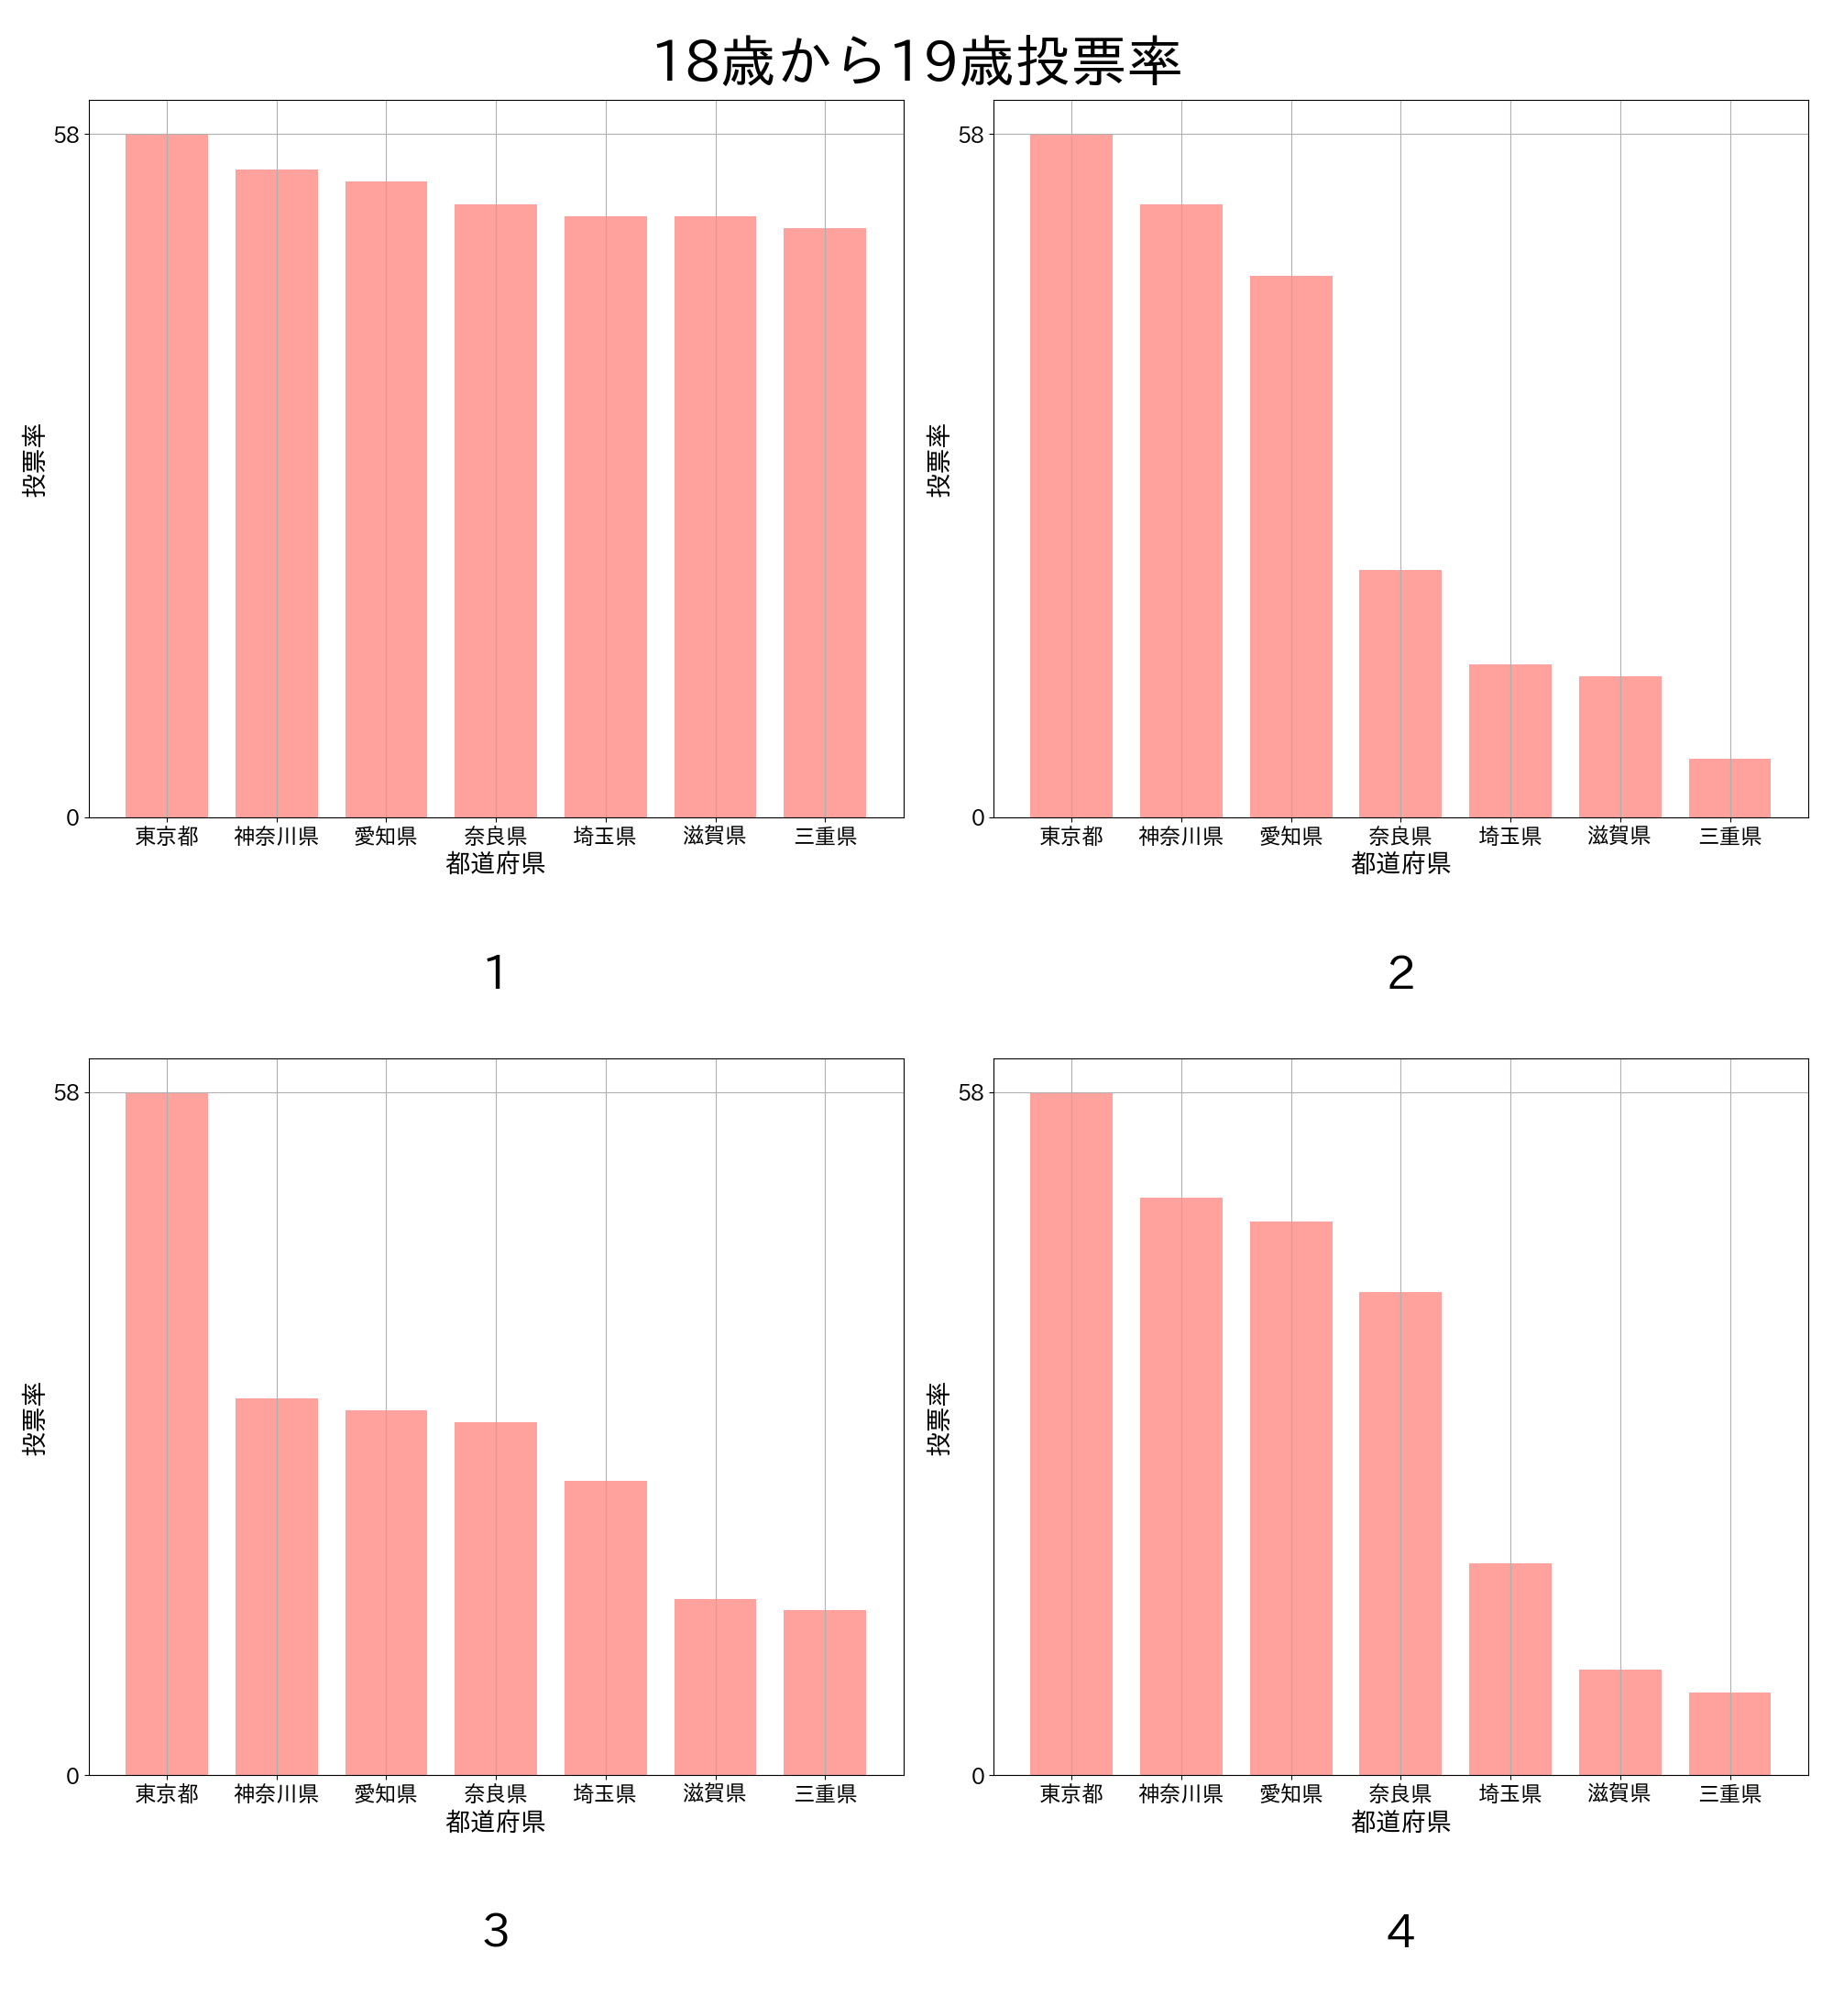 18歳から19歳投票率
58
0
投票率
東京都 神奈川県 愛知県 奈良県 埼玉県 滋賀県 三重県
都道府県
1
58
0
投票率
東京都 神奈川県 愛知県 奈良県 埼玉県 滋賀県 三重県
都道府県
2
58
0
投票率
東京都 神奈川県 愛知県 奈良県 埼玉県 滋賀県 三重県
都道府県
3
58
0
投票率
東京都 神奈川県 愛知県 奈良県 埼玉県 滋賀県 三重県
都道府県
4